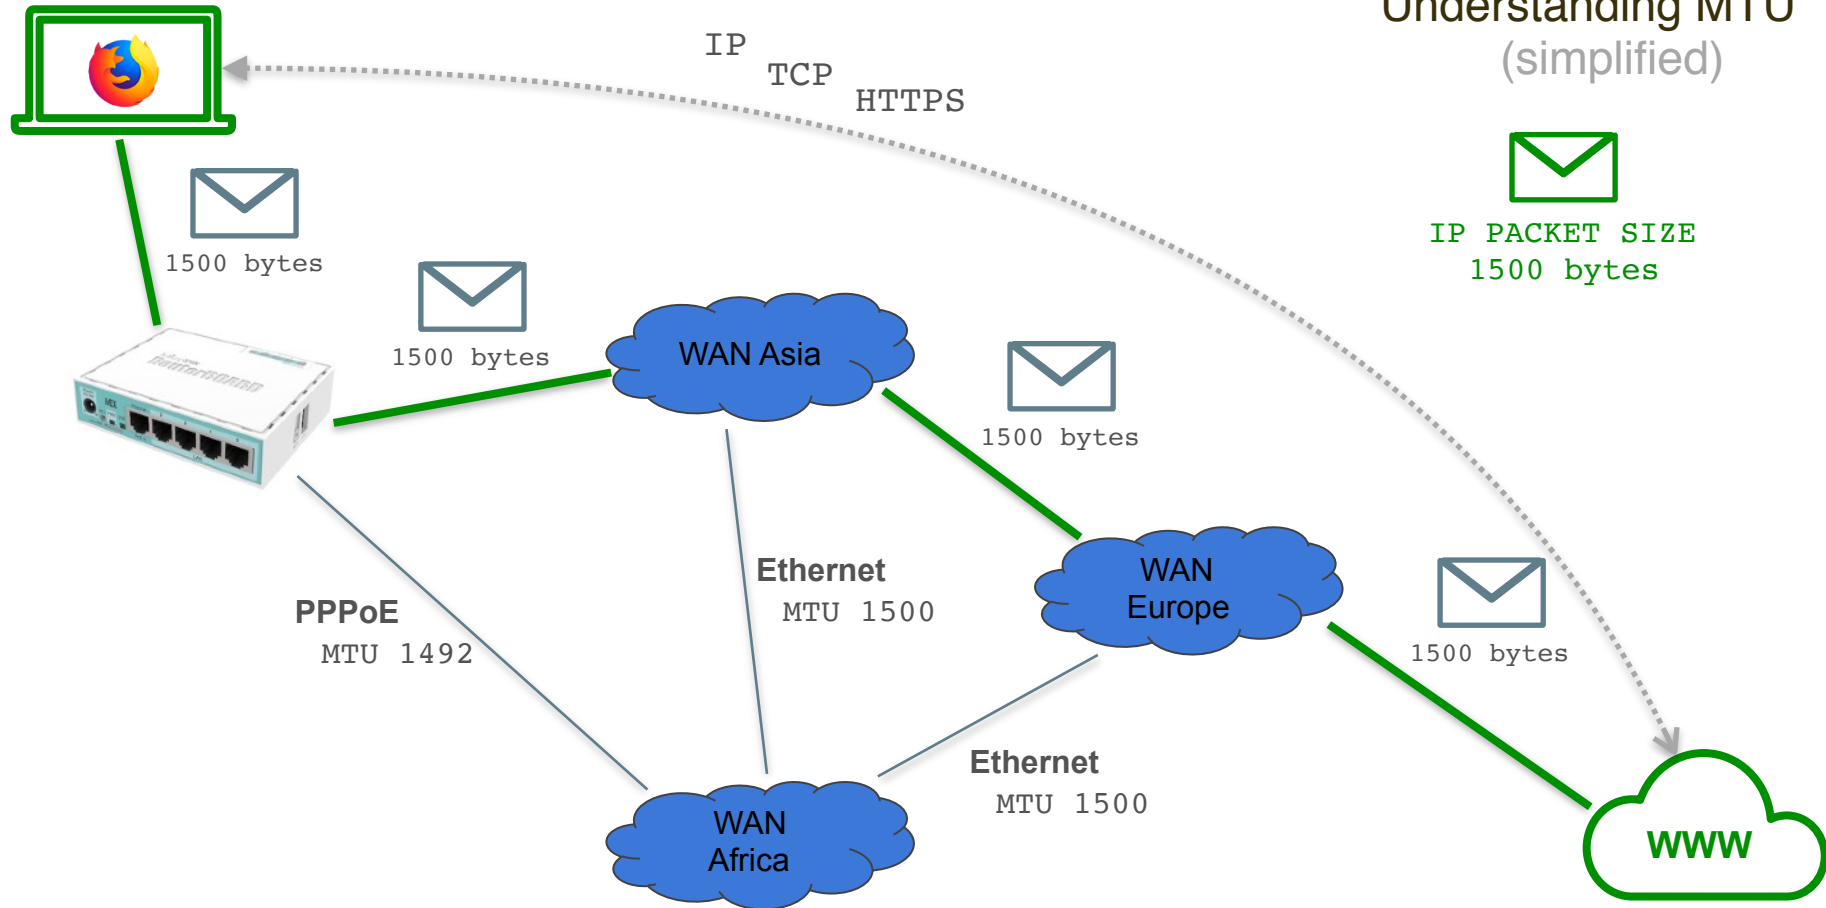 Understanding MTU
(simplified)
IP
TCP
HTTPS
IP PACKET SIZE
1500 bytes
1500 bytes
1500 bytes
WAN Asia
1500 bytes
RouterBOARD
Ethernet
MTU 1500
WAN
Europe
PPPoE
MTU 1492
1500 bytes
Ethernet
MTU 1500
WAN
Africa
WWW